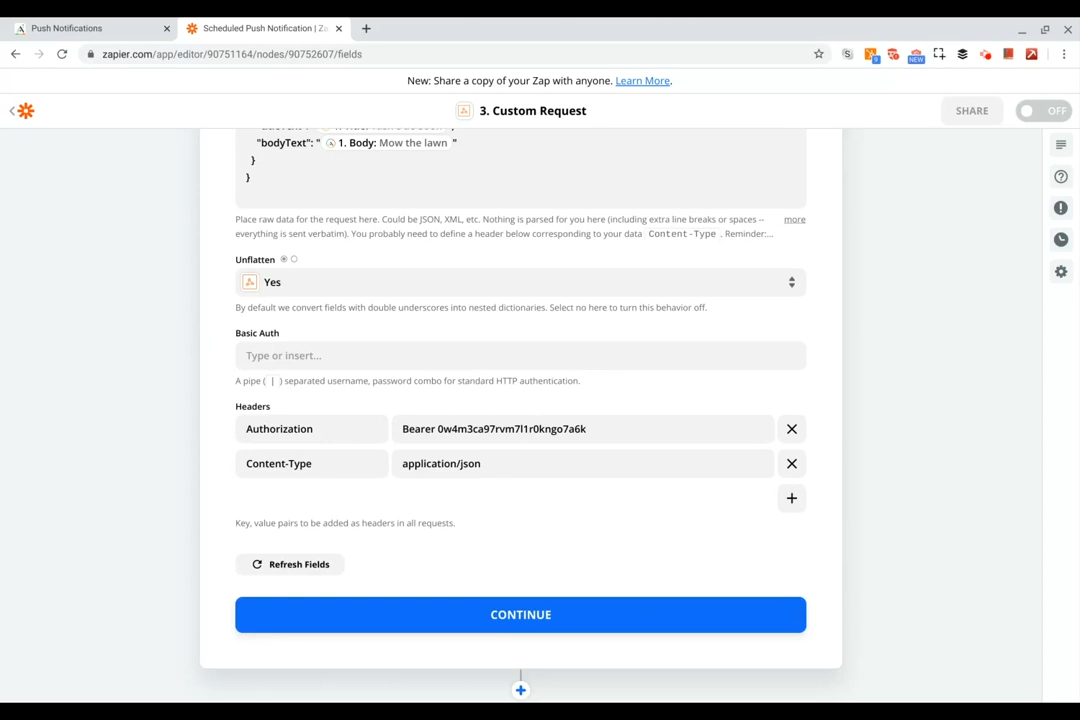 Push Notifications
Scheduled Push Notification | Za
zapier.com/app/editor/90751164/nodes/90752607/fields
9
NEW
New: Share a copy of your Zap with anyone. Learn More.
3. Custom Request
SHARE
OFF
"bodyText": " 1. Body: Mow the lawn "
}
}
Place raw data for the request here. Could be JSON, XML, etc. Nothing is parsed for you here (including extra line breaks or spaces --
more
everything is sent verbatim). You probably need to define a header below corresponding to your data Content-Type . Reminder:...
Unflatten
Yes
By default we convert fields with double underscores into nested dictionaries. Select no here to turn this behavior off.
Basic Auth
Type or insert...
A pipe ( | ) separated username, password combo for standard HTTP authentication.
Headers
Authorization
Bearer 0w4m3ca97rvm7l1r0kngo7a6k
Content-Type
application/json
Key, value pairs to be added as headers in all requests.
Refresh Fields
CONTINUE